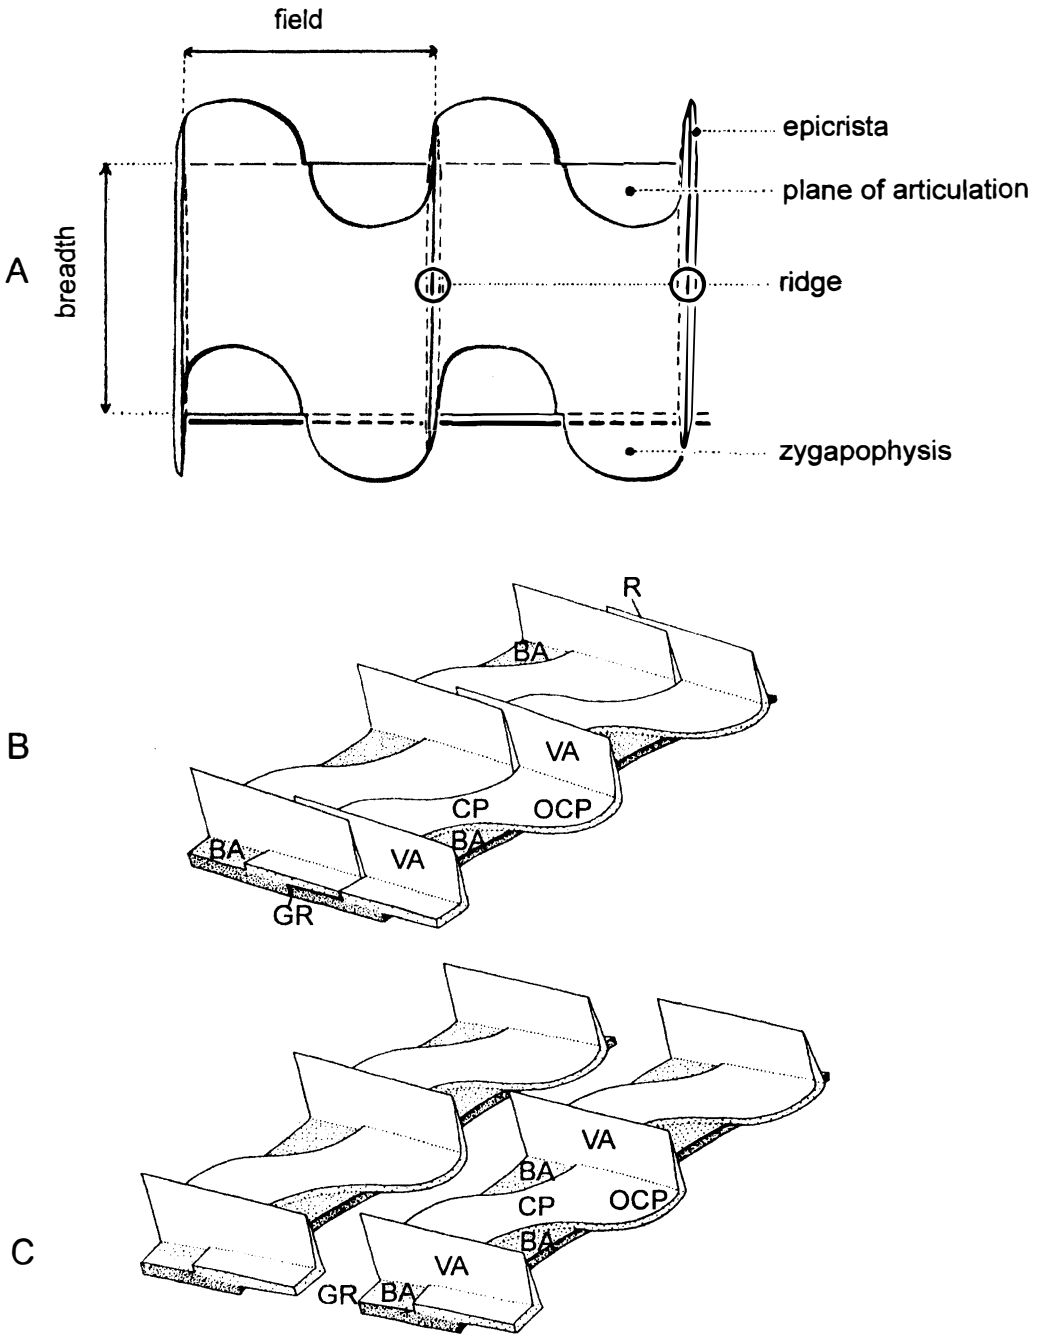 field
epicrista
plane of articulation
A
breadth
ridge
zygapophysis
R
BA
B
VA
CP
OCP
BA
BA
VA
GR
VA
BA
CP
OCP
BA
C
VA
GR
BA